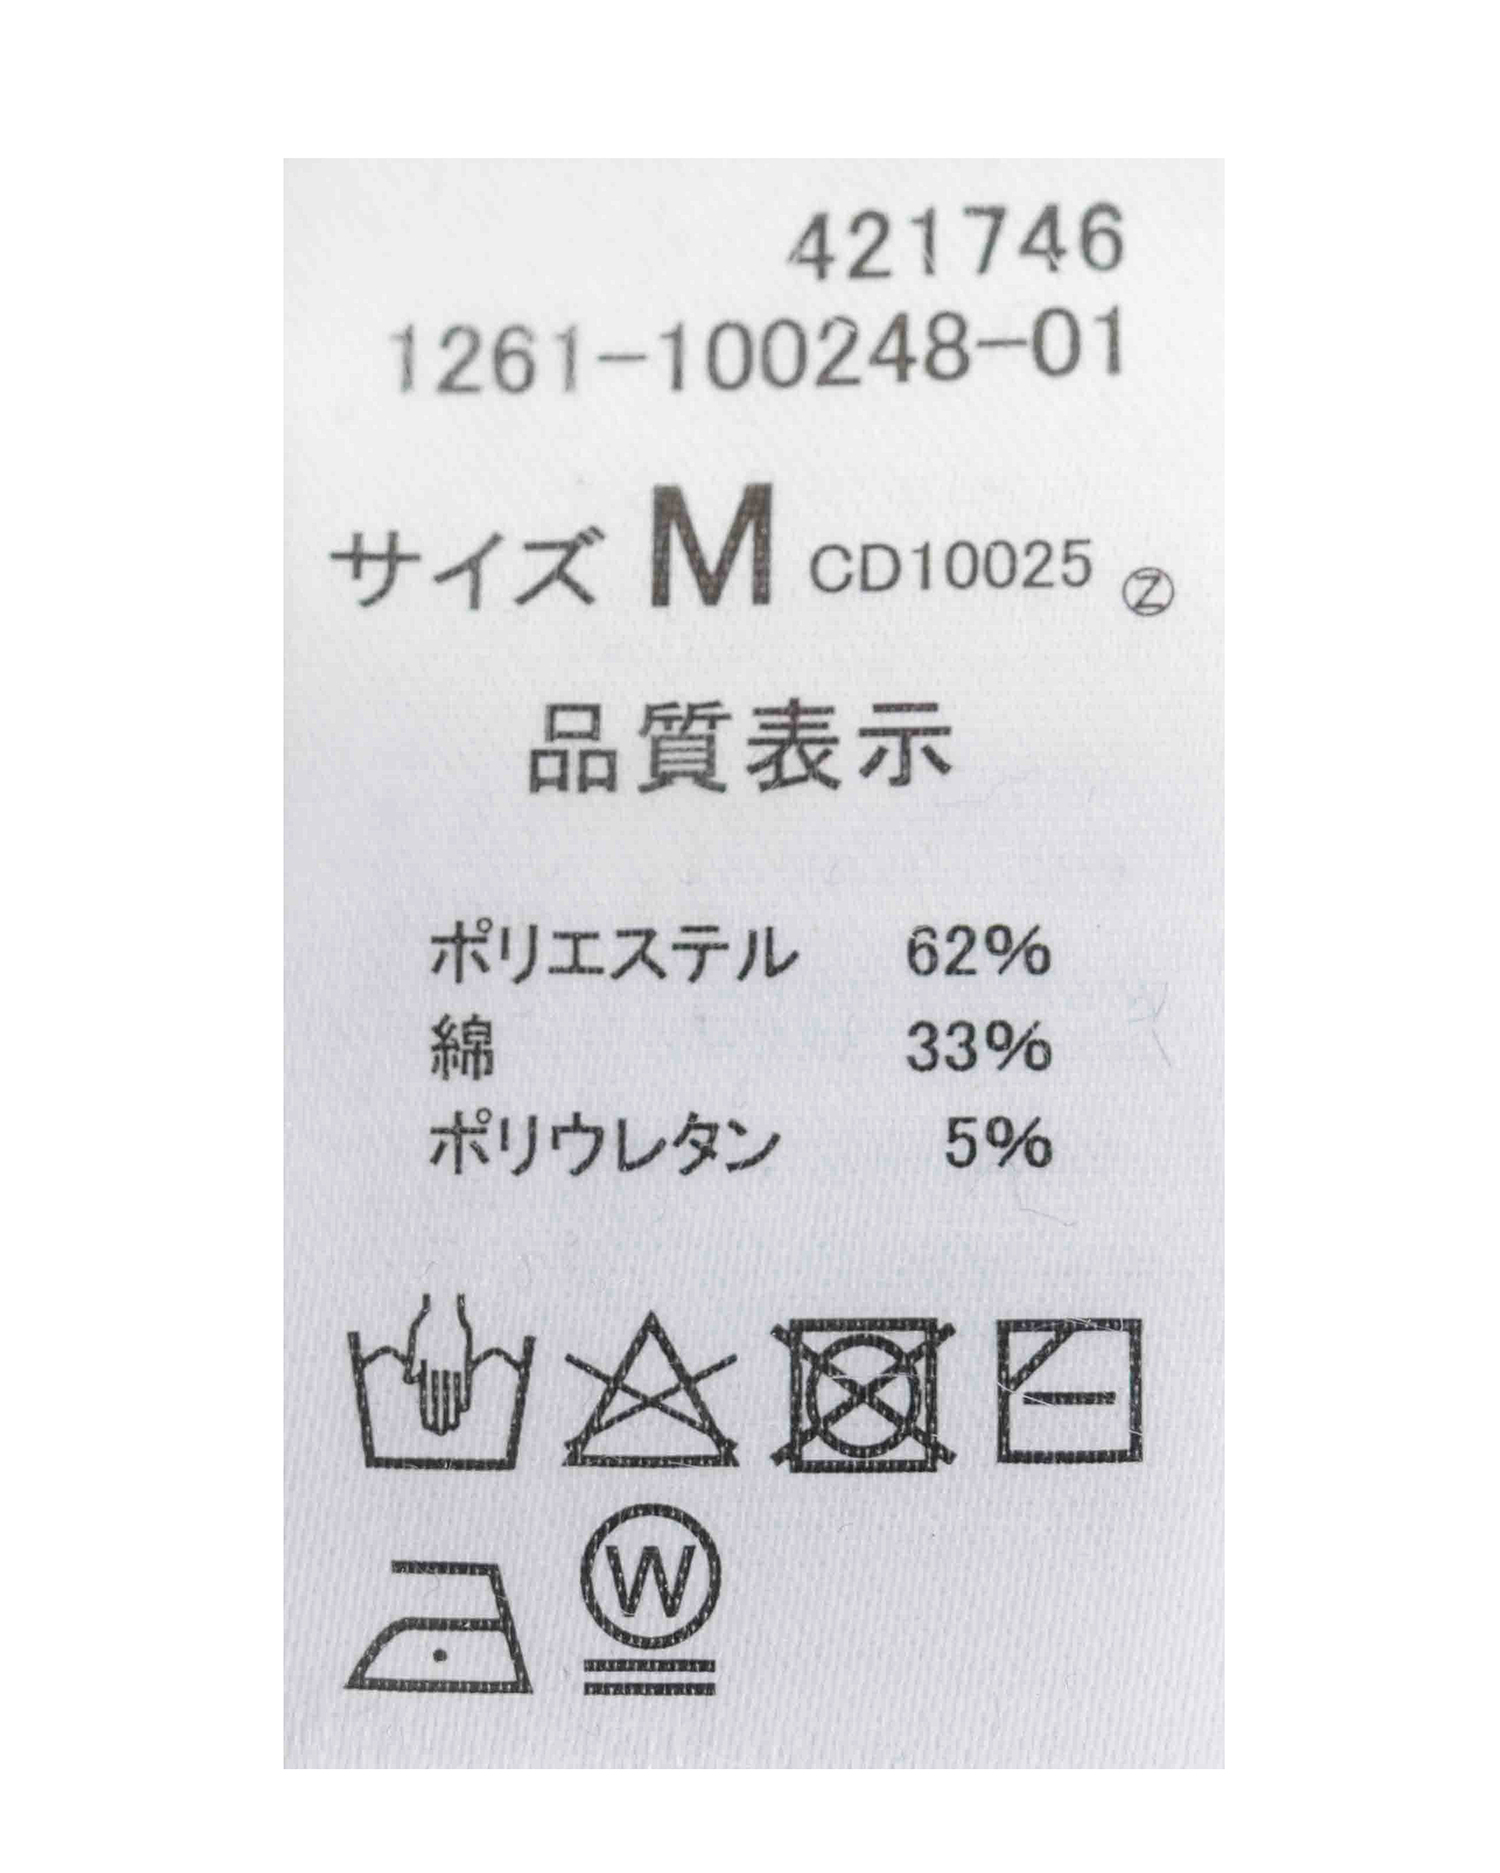 421746
1261-100248-01
サイズ M CD10025 Ⓩ
品質表示
ポリエステル 62%
綿 33%
ポリウレタン 5%
W